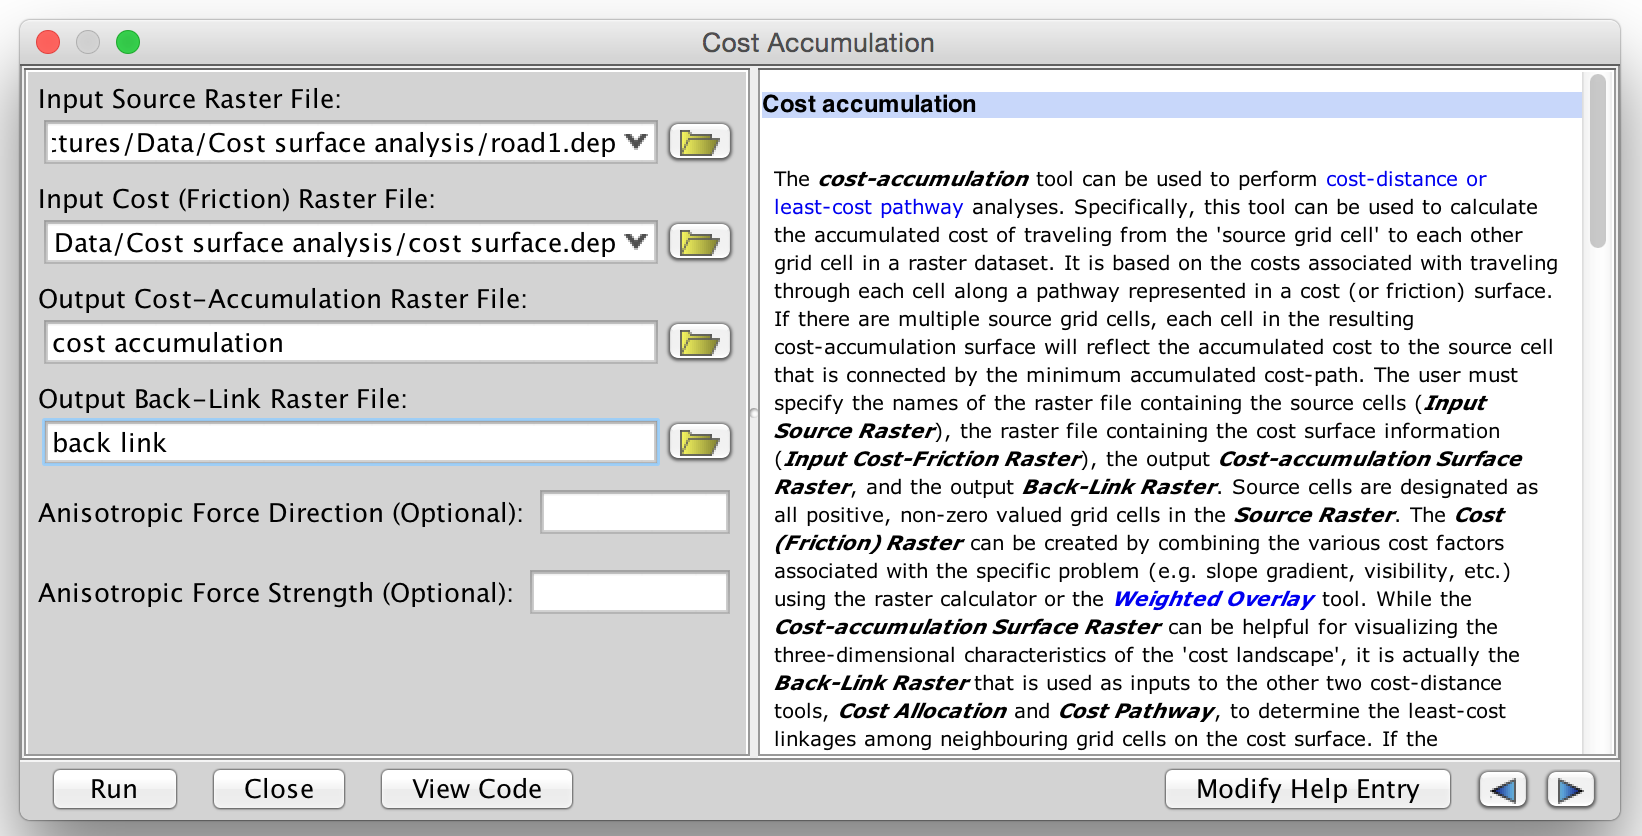 Cost Accumulation
Input Source Raster File:
:tures/Data/Cost surface analysis/road1.dep
Input Cost (Friction) Raster File:
Data/Cost surface analysis/cost surface.dep
Output Cost-Accumulation Raster File:
cost accumulation
Output Back-Link Raster File:
back link
Anisotropic Force Direction (Optional):
Anisotropic Force Strength (Optional):
Cost accumulation
The cost-accumulation tool can be used to perform cost-distance or
least-cost pathway analyses. Specifically, this tool can be used to calculate
the accumulated cost of traveling from the 'source grid cell' to each other
grid cell in a raster dataset. It is based on the costs associated with traveling
through each cell along a pathway represented in a cost (or friction) surface.
If there are multiple source grid cells, each cell in the resulting
cost-accumulation surface will reflect the accumulated cost to the source cell
that is connected by the minimum accumulated cost-path. The user must
specify the names of the raster file containing the source cells (Input
Source Raster), the raster file containing the cost surface information
(Input Cost-Friction Raster), the output Cost-accumulation Surface
Raster, and the output Back-Link Raster. Source cells are designated as
all positive, non-zero valued grid cells in the Source Raster. The Cost
(Friction) Raster can be created by combining the various cost factors
associated with the specific problem (e.g. slope gradient, visibility, etc.)
using the raster calculator or the Weighted Overlay tool. While the
Cost-accumulation Surface Raster can be helpful for visualizing the
three-dimensional characteristics of the 'cost landscape', it is actually the
Back-Link Raster that is used as inputs to the other two cost-distance
tools, Cost Allocation and Cost Pathway, to determine the least-cost
linkages among neighbouring grid cells on the cost surface. If the
Run
Close
View Code
Modify Help Entry